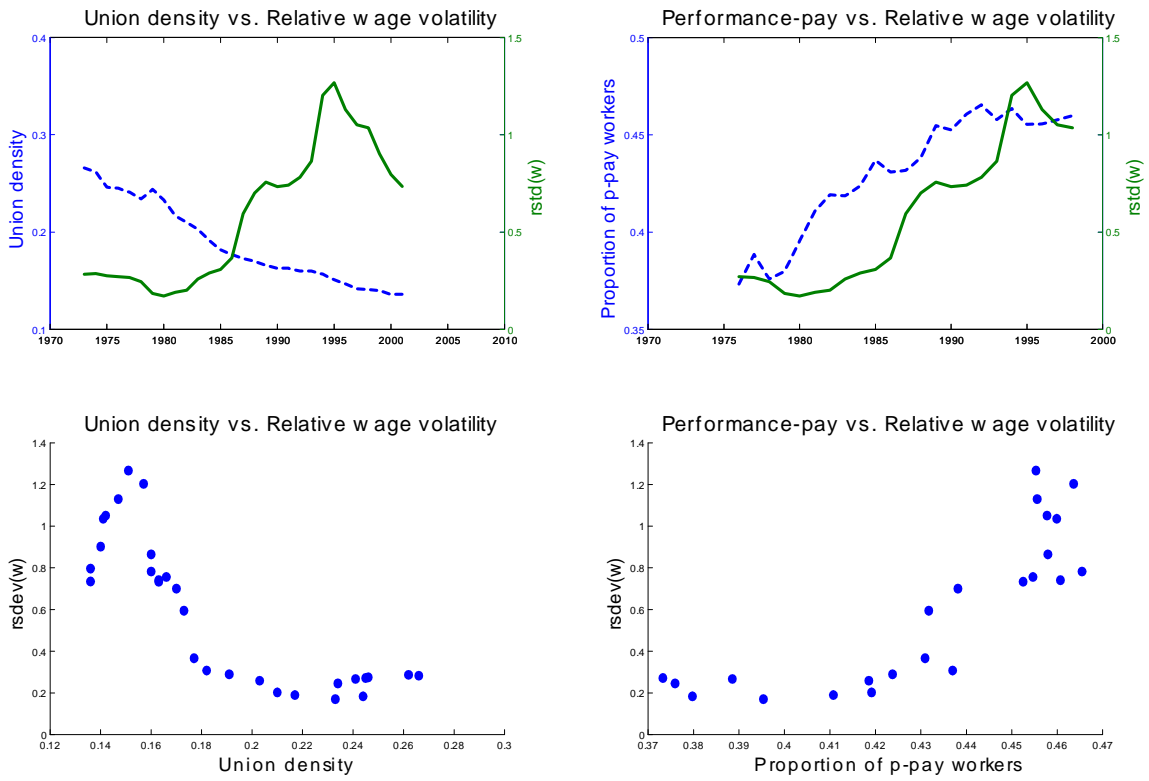 Union density vs. Relative wage volatility
0.4
0.3
0.2
0.1
Union density
1.5
1
0.5
0
rstd(w)
1970 1975 1980 1985 1990 1995 2000 2005 2010
Performance-pay vs. Relative wage volatility
0.5
0.45
0.4
0.35
Proportion of p-pay workers
1.5
1
0.5
0
rstd(w)
1970 1975 1980 1985 1990 1995 2000
Union density vs. Relative wage volatility
1.4
1.2
1
0.8
0.6
0.4
0.2
0
rsdev(w)
0.12 0.14 0.16 0.18 0.2 0.22 0.24 0.26 0.28 0.3
Union density
Performance-pay vs. Relative wage volatility
1.4
1.2
1
0.8
0.6
0.4
0.2
0
rsdev(w)
0.37 0.38 0.39 0.4 0.41 0.42 0.43 0.44 0.45 0.46 0.47
Proportion of p-pay workers